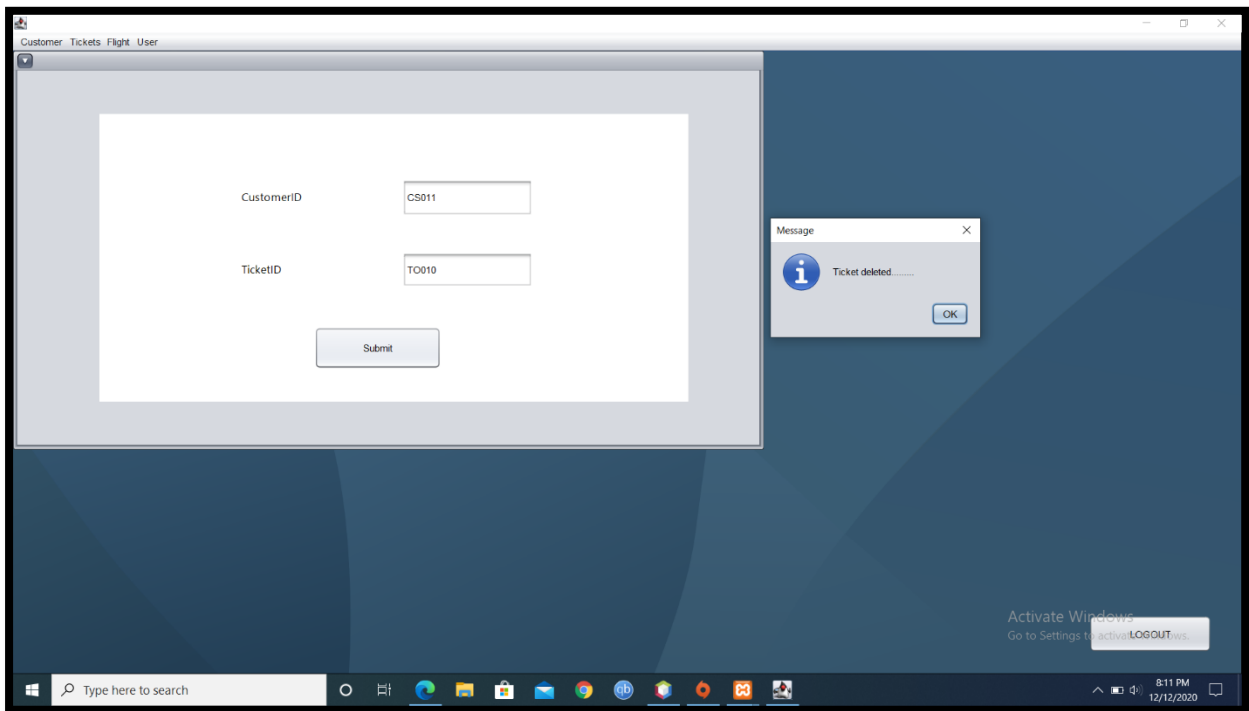 Customer Tickets Flight User
CustomerID
CS011
TicketID
TO010
Submit
Message
Ticket deleted.........
OK
Activate Windows
Go to Settings to activate Windows.
LOGOUT
Type here to search
qb
8:11 PM
12/12/2020